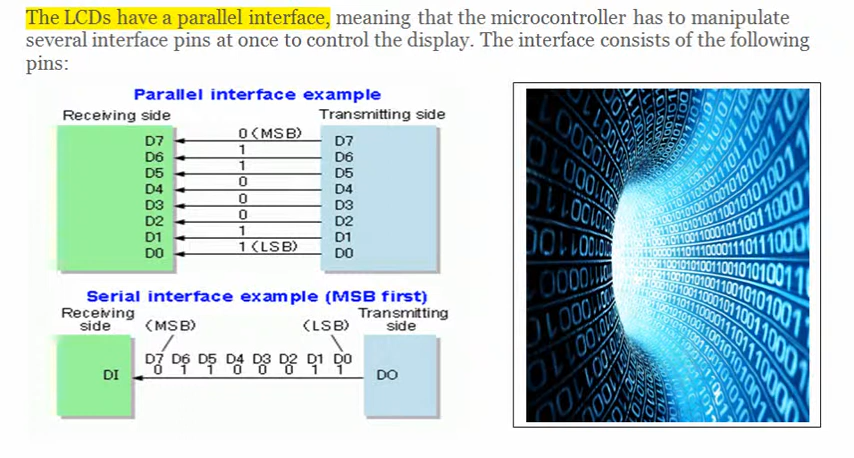 The LCDs have a parallel interface, meaning that the microcontroller has to manipulate
several interface pins at once to control the display. The interface consists of the following
pins:
Parallel interface example
Receiving side
Transmitting side
0 (MSB)
D7 D7
1
D6 D6
1
D5 D5
0
D4 D4
0
D3 D3
0
D2 D2
1
D1 D1
1 (LSB)
D0 D0
Serial interface example (MSB first)
Receiving
side
Transmitting
side
(MSB) (LSB)
D7 D6 D5 D4 D3 D2 D1 D0
0 1 1 0 0 0 1 1
DI DO